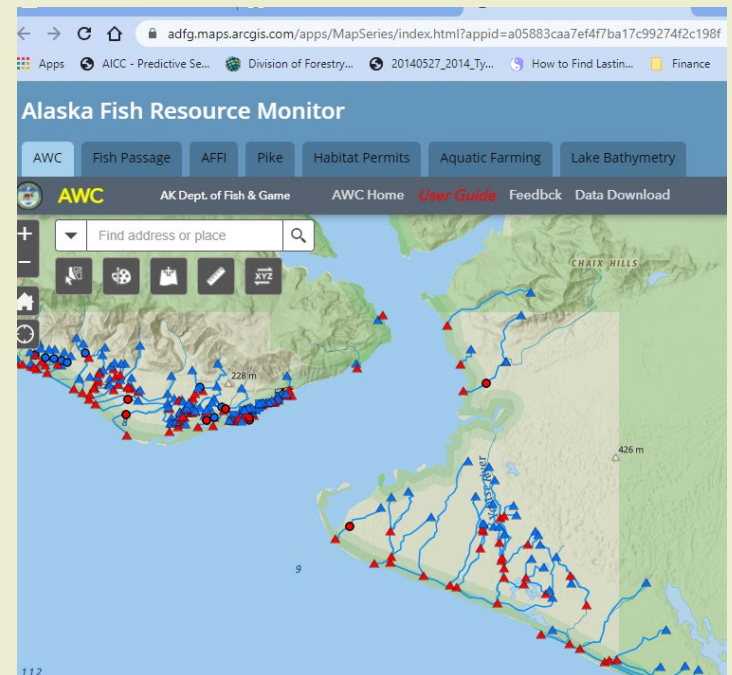 adfg.maps.arcgis.com/apps/MapSeries/index.html?appid=a05883caa7ef4f7ba17c99274f2c198f
Apps AICC - Predictive Se... Division of Forestry... 20140527_2014_Ty... How to Find Lastin... Finance
Alaska Fish Resource Monitor
AWC Fish Passage AFFI Pike Habitat Permits Aquatic Farming Lake Bathymetry
AWC AK Dept. of Fish & Game AWC Home User Guide Feedbck Data Download
Find address or place
XYZ
CHAIX HILLS
228 m
8
426 m
9
112